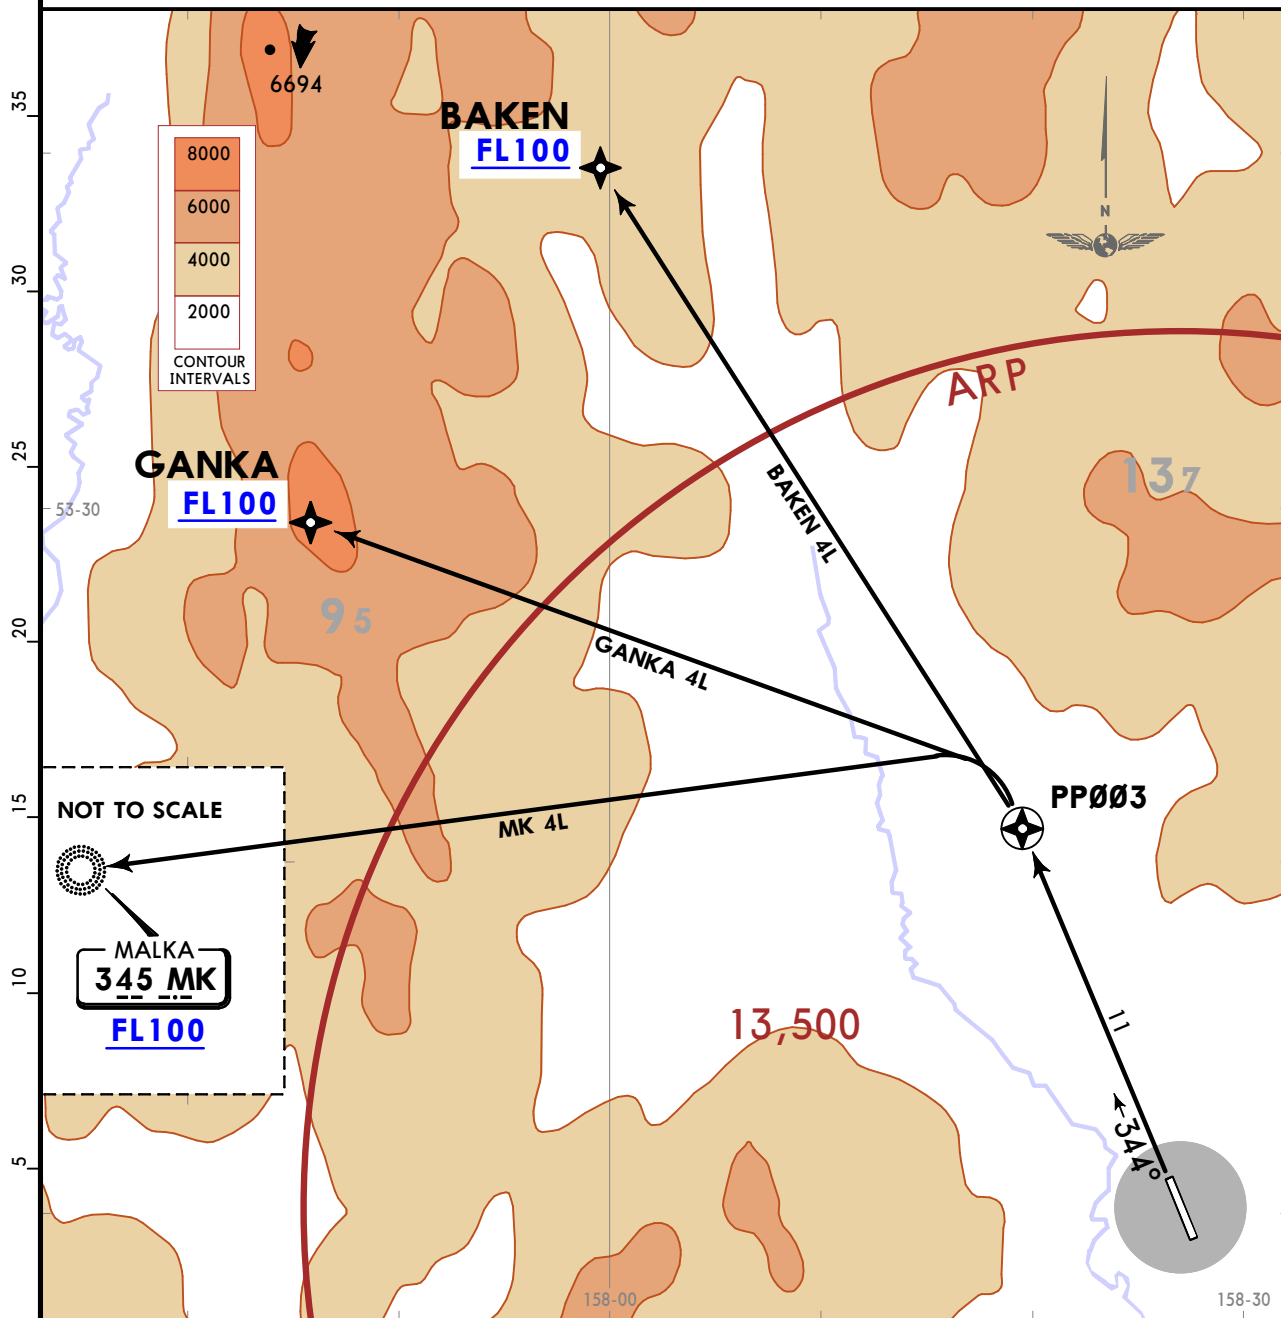 35
30
25
20
15
10
5
6694
8000
6000
4000
2000
CONTOUR
INTERVALS
BAKEN
FL100
N
ARP
GANKA
FL100
53-30
BAKEN 4L
137
95
GANKA 4L
PPØØ3
NOT TO SCALE
MK 4L
MALKA
345 MK
FL100
13,500
11
344°
158-00
158-30